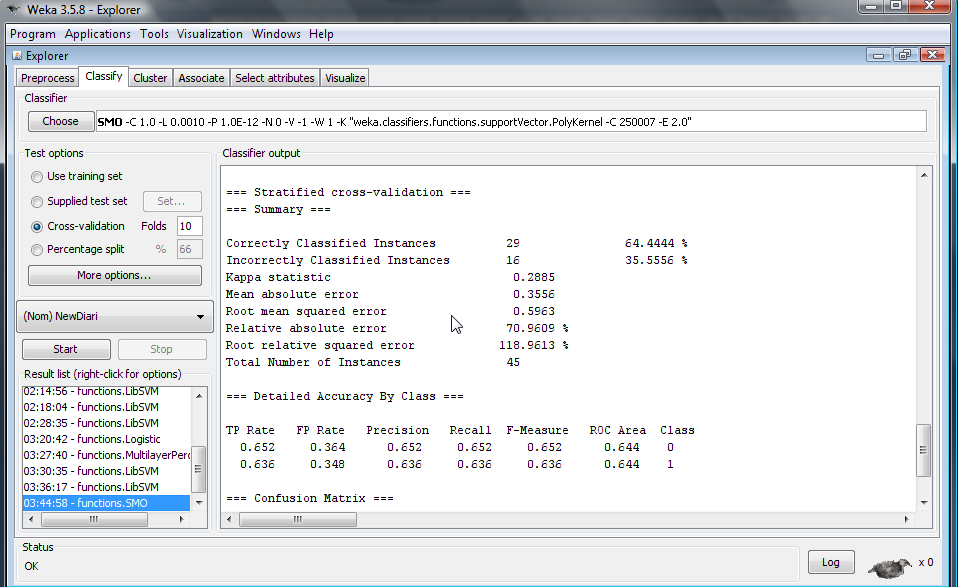 Weka 3.5.8 - Explorer
Program Applications Tools Visualization Windows Help
Explorer
Preprocess Classify Cluster Associate Select attributes Visualize
Classifier
Choose SMO -C 1.0 -L 0.0010 -P 1.0E-12 -N 0 -V -1 -W 1 -K "weka.classifiers.functions.supportVector.PolyKernel -C 250007 -E 2.0"
Test options
Use training set
Supplied test set Set...
Cross-validation Folds 10
Percentage split % 66
More options...
(Nom) NewDiari
Start Stop
Result list (right-click for options)
02:14:56 - functions.LibSVM
02:18:04 - functions.LibSVM
02:28:35 - functions.LibSVM
03:20:42 - functions.Logistic
03:27:40 - functions.MultilayerPerc
03:30:35 - functions.LibSVM
03:36:17 - functions.LibSVM
03:44:58 - functions.SMO
Classifier output
=== Stratified cross-validation ===
=== Summary ===
Correctly Classified Instances 29 64.4444 %
Incorrectly Classified Instances 16 35.5556 %
Kappa statistic 0.2885
Mean absolute error 0.3556
Root mean squared error 0.5963
Relative absolute error 70.9609 %
Root relative squared error 118.9613 %
Total Number of Instances 45
=== Detailed Accuracy By Class ===
TP Rate FP Rate Precision Recall F-Measure ROC Area Class
0.652 0.364 0.652 0.652 0.652 0.644 0
0.636 0.348 0.636 0.636 0.636 0.644 1
=== Confusion Matrix ===
Status
OK
Log
x 0